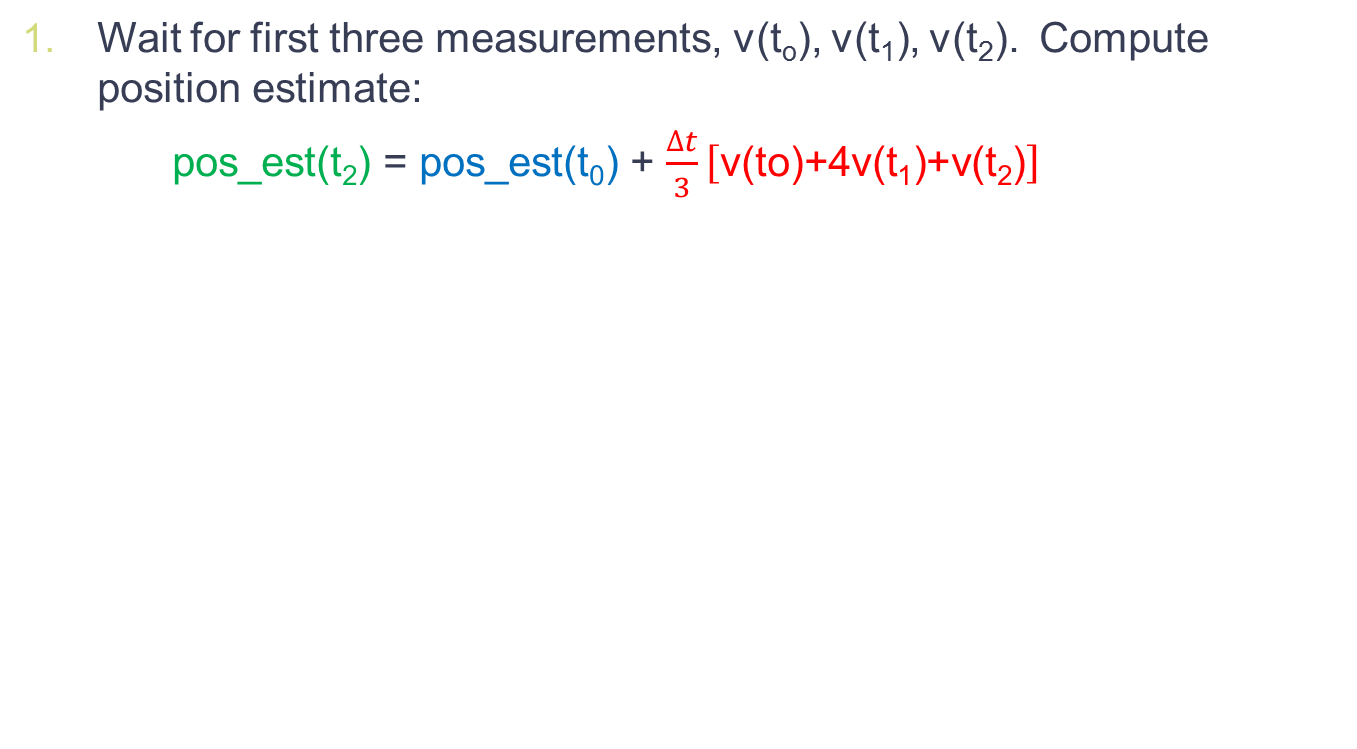 1. Wait for first three measurements, v(tₒ), v(t₁), v(t₂). Compute
position estimate:
pos_est(t₂) = pos_est(t₀) + Δt/3 [v(to)+4v(t₁)+v(t₂)]